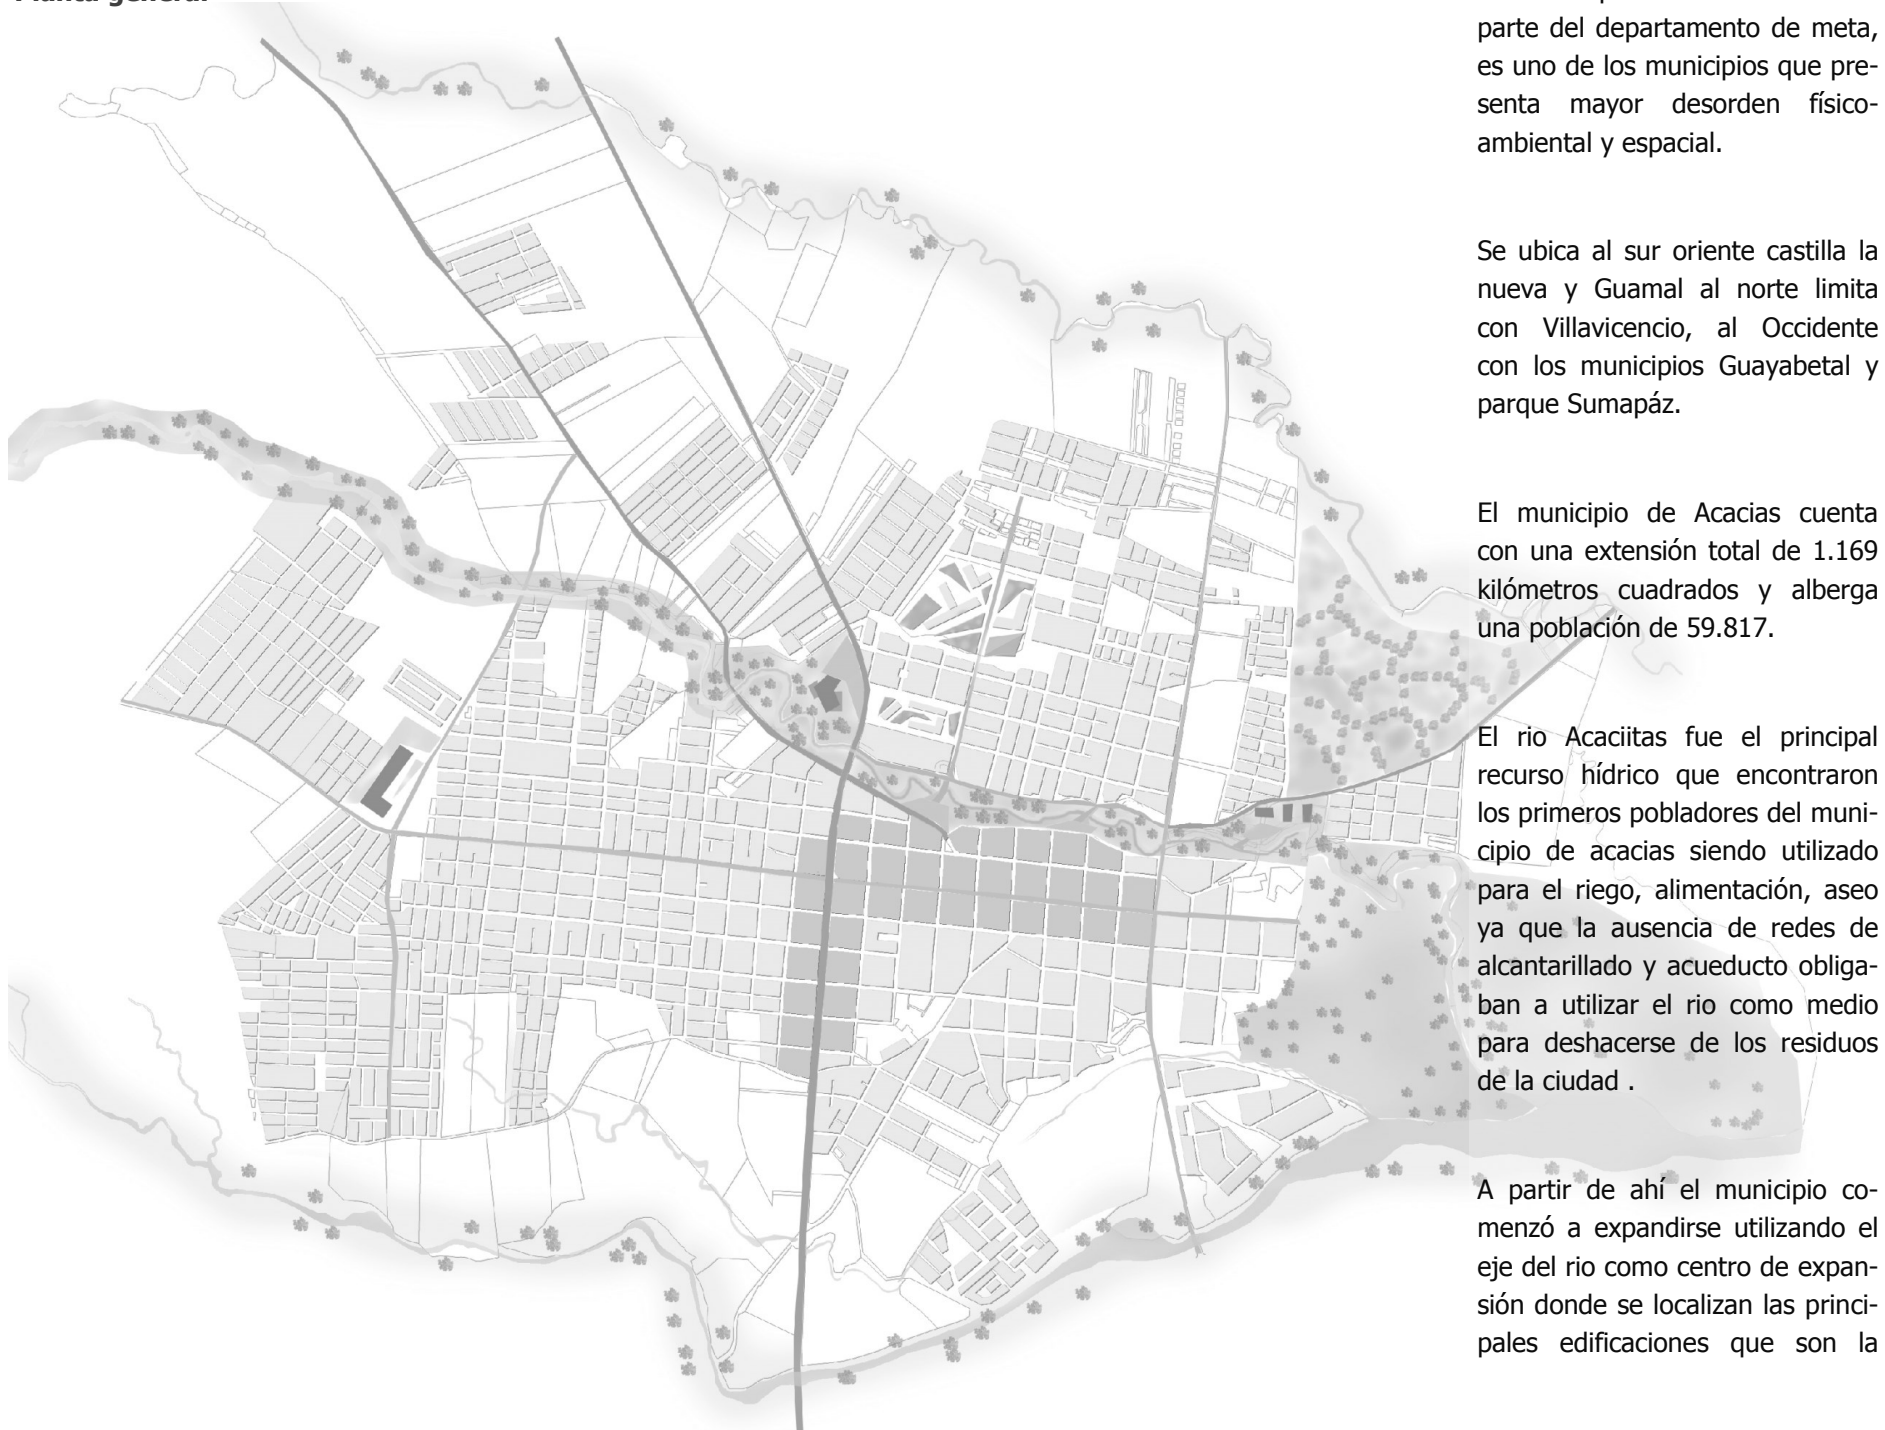 Planta general
parte del departamento de meta,
es uno de los municipios que pre-
senta mayor desorden físico-
ambiental y espacial.
Se ubica al sur oriente castilla la
nueva y Guamal al norte limita
con Villavicencio, al Occidente
con los municipios Guayabetal y
parque Sumapáz.
El municipio de Acacias cuenta
con una extensión total de 1.169
kilómetros cuadrados y alberga
una población de 59.817.
El rio Acaciitas fue el principal
recurso hídrico que encontraron
los primeros pobladores del muni-
cipio de acacias siendo utilizado
para el riego, alimentación, aseo
ya que la ausencia de redes de
alcantarillado y acueducto obliga-
ban a utilizar el rio como medio
para deshacerse de los residuos
de la ciudad .
A partir de ahí el municipio co-
menzó a expandirse utilizando el
eje del rio como centro de expan-
sión donde se localizan las princi-
pales edificaciones que son la